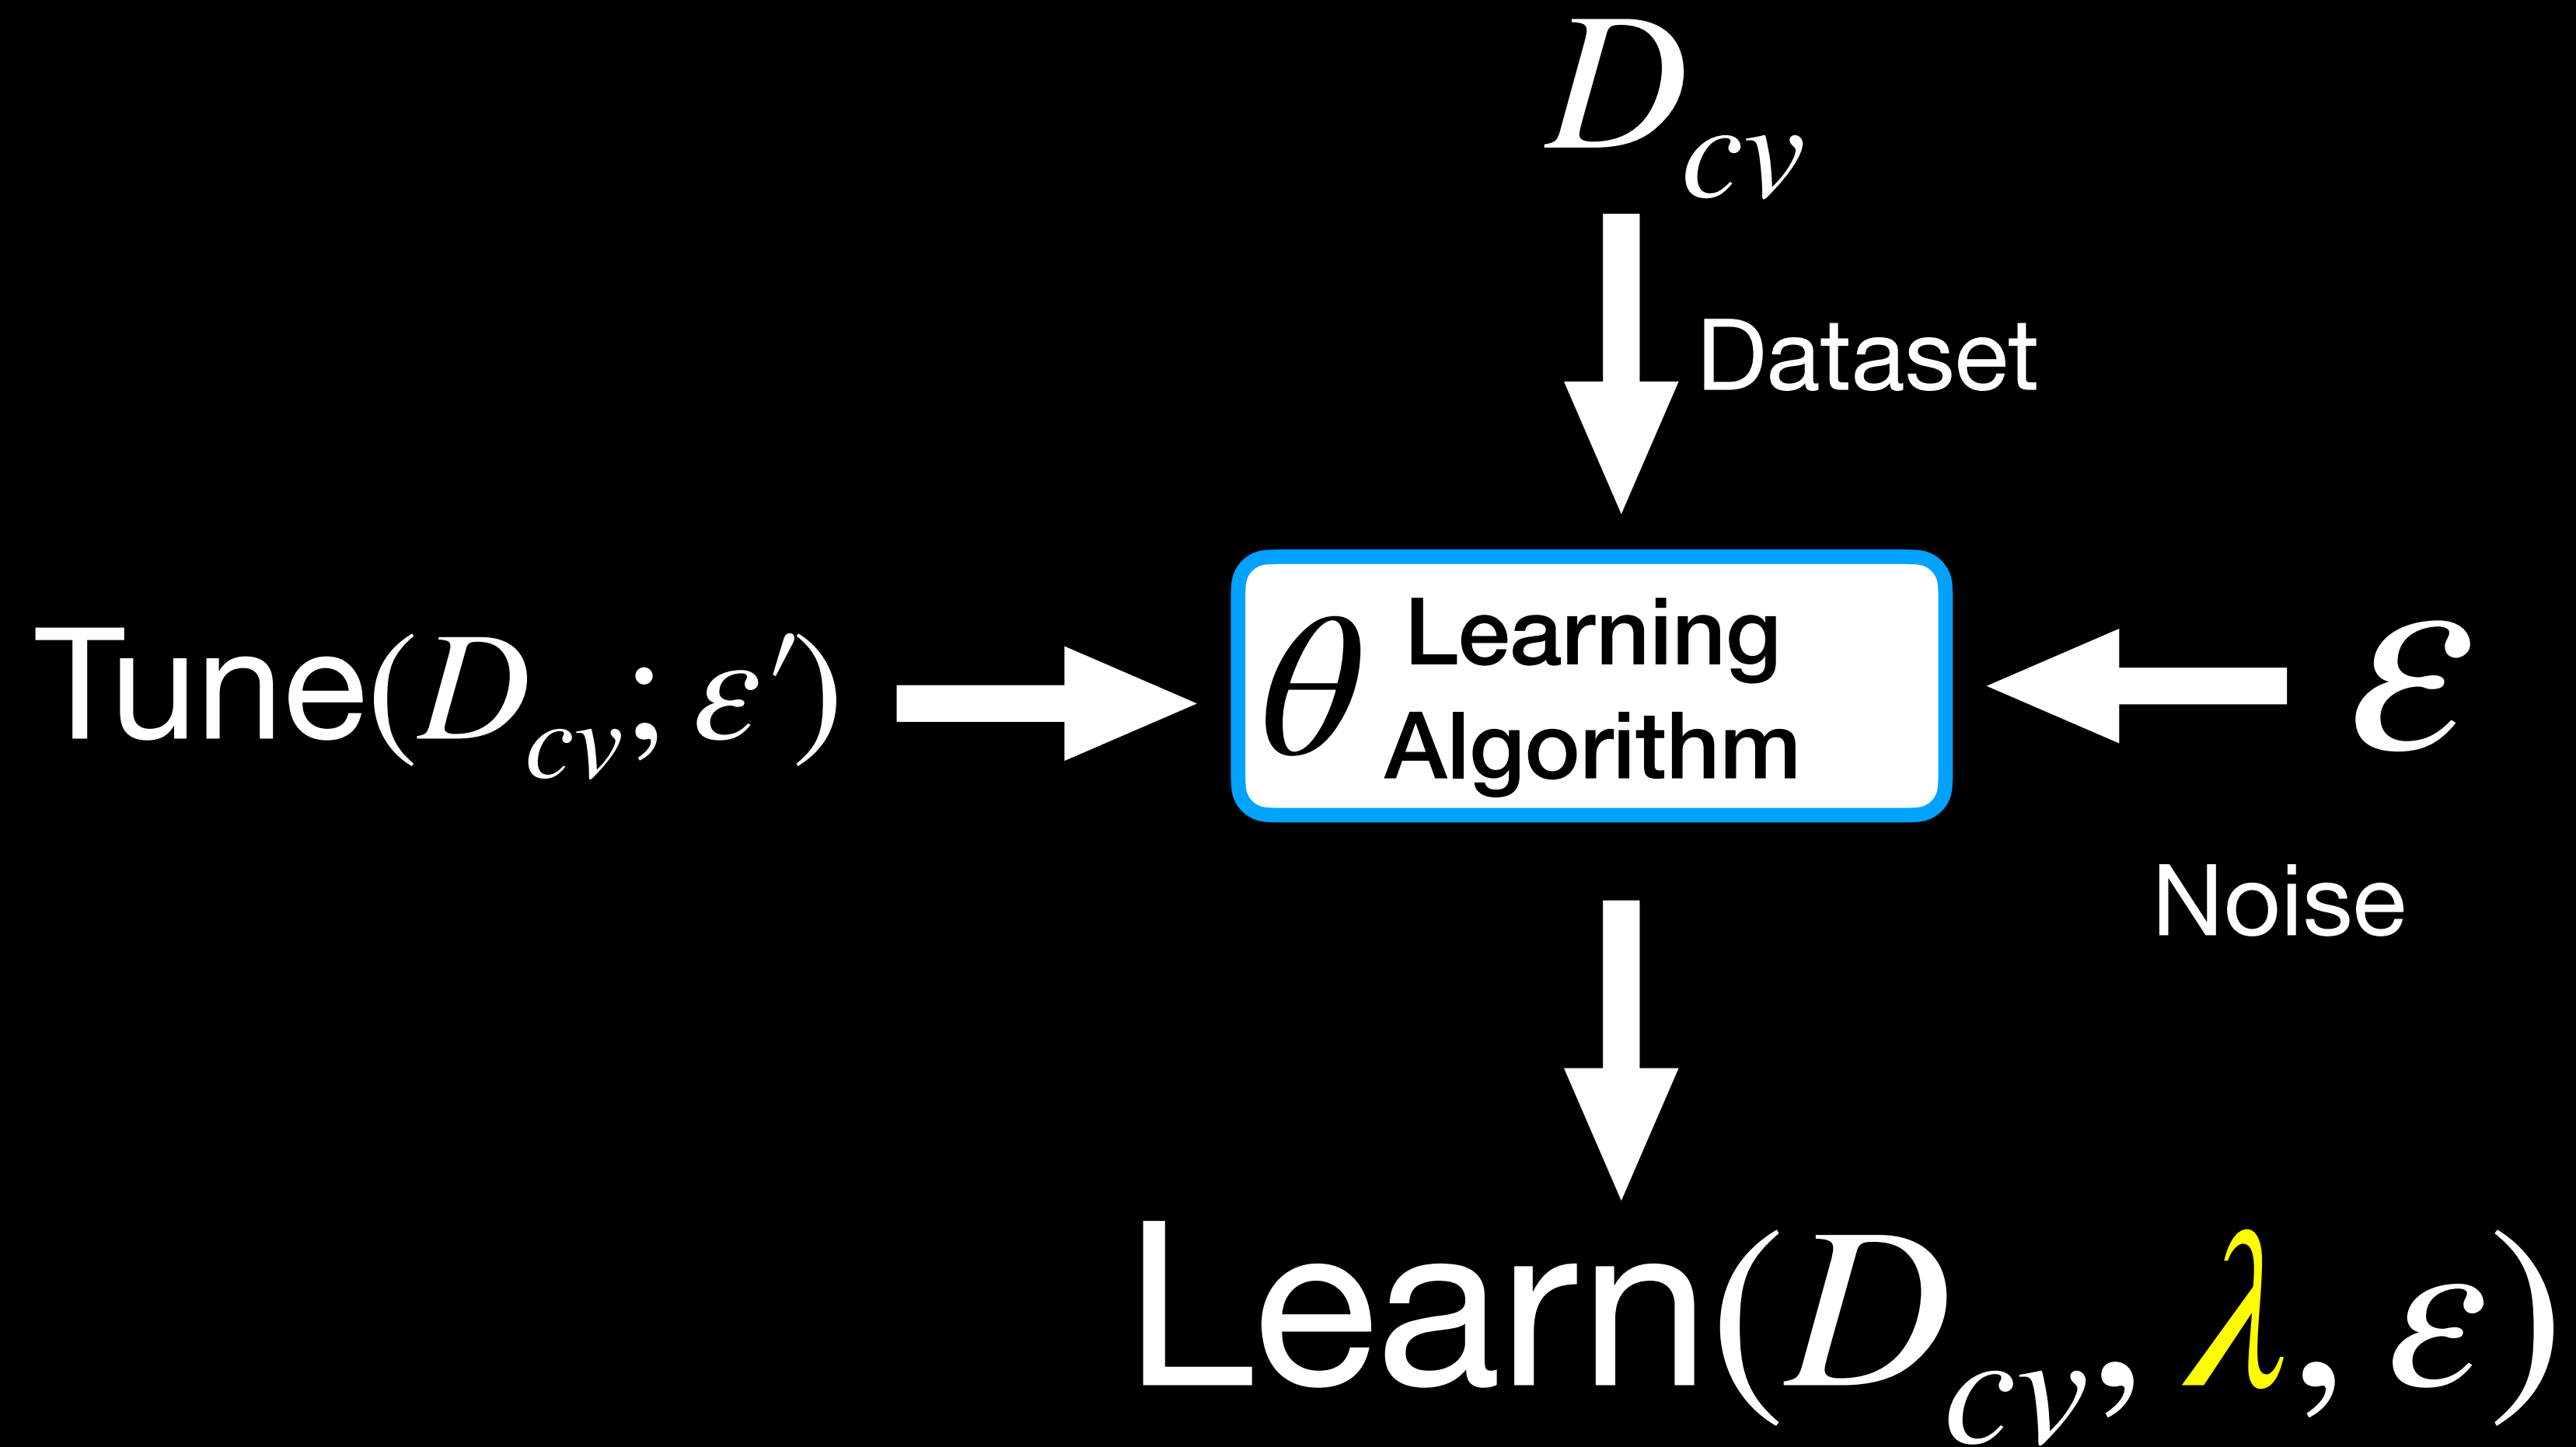 D_cv
Dataset
Tune(D_cv; ε′)
θ Learning
Algorithm
ε
Noise
Learn(D_cv, λ, ε)